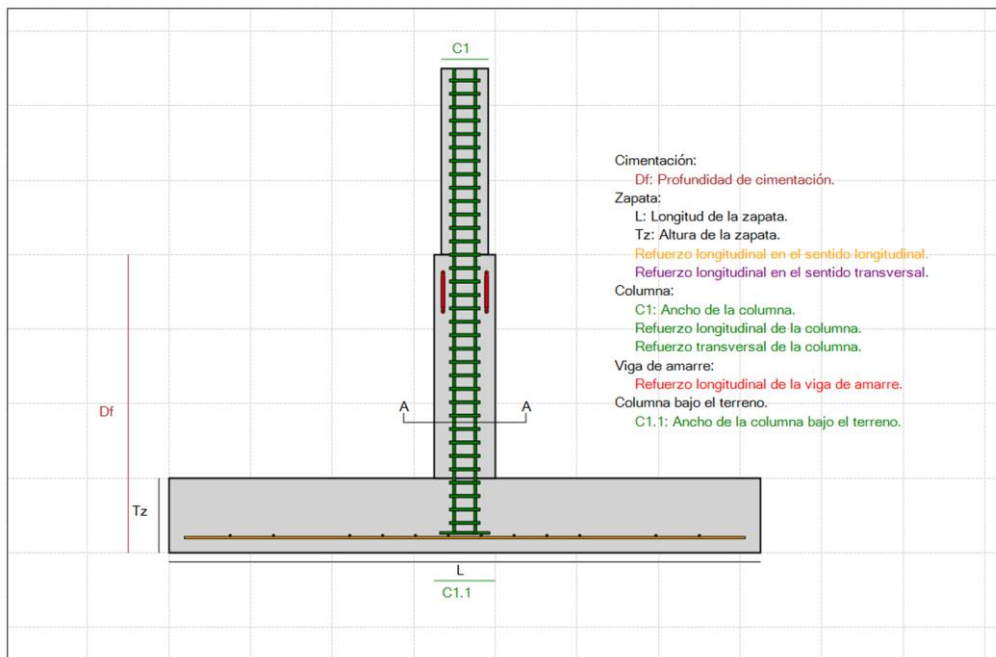 C1
Cimentación:
Df: Profundidad de cimentación.
Zapata:
L: Longitud de la zapata.
Tz: Altura de la zapata.
Refuerzo longitudinal en el sentido longitudinal.
Refuerzo longitudinal en el sentido transversal.
Columna:
C1: Ancho de la columna.
Refuerzo longitudinal de la columna.
Refuerzo transversal de la columna.
Viga de amarre:
Refuerzo longitudinal de la viga de amarre.
Columna bajo el terreno.
C1.1: Ancho de la columna bajo el terreno.
A A
Df
Tz
L
C1.1